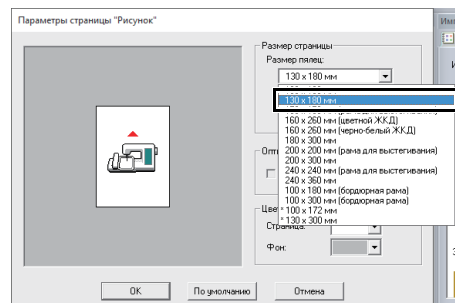 Параметры страницы "Рисунок"
Размер страницы
Размер пялец:
130 x 180 мм
130 x 180 мм
160 x 260 мм (цветной ЖКД)
160 x 260 мм (черно-белый ЖКД)
180 x 300 мм
200 x 200 мм (рама для выстегивания)
200 x 300 мм
240 x 240 мм (рама для выстегивания)
240 x 360 мм
100 x 180 мм (бордюрная рама)
100 x 300 мм (бордюрная рама)
* 100 x 172 мм
* 130 x 300 мм
Опт
Цве
Страница:
Фон:
OK
По умолчанию
Отмена